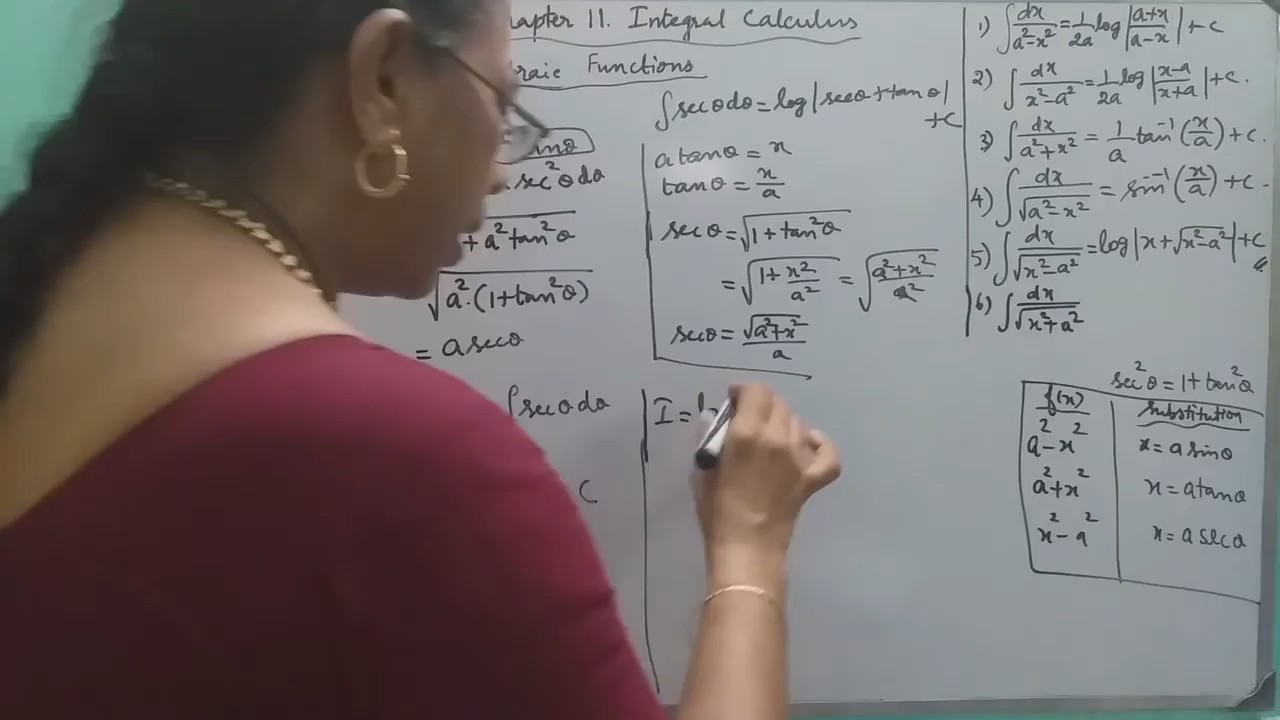 Chapter 11. Integral Calculus
Functions
∫secθdθ=log|secθ+tanθ|
+C
sec²θdθ
+a²tan²θ
√a².(1+tan²θ)
= a secθ
∫secθdθ
C
a tanθ = x
tanθ = x/a
secθ = √1+tan²θ
= √1+x²/a² = √a²+x²/a²
secθ = √a²+x²/a
I = l
1) ∫dx/a²-x² = 1/2a log|a+x/a-x| + C
2) ∫dx/x²-a² = 1/2a log|x-a/x+a| + C.
3) ∫dx/a²+x² = 1/a tan⁻¹(x/a) + C.
4) ∫dx/√a²-x² = sin⁻¹(x/a) + C.
5) ∫dx/√x²-a² = log|x+√x²-a²| + C
6) ∫dx/√x²+a²
sec²θ = 1+tan²θ
f(x) substitution
a²-x² x = a sinθ
a²+x² x = a tanθ
x²-a² x = a secθ